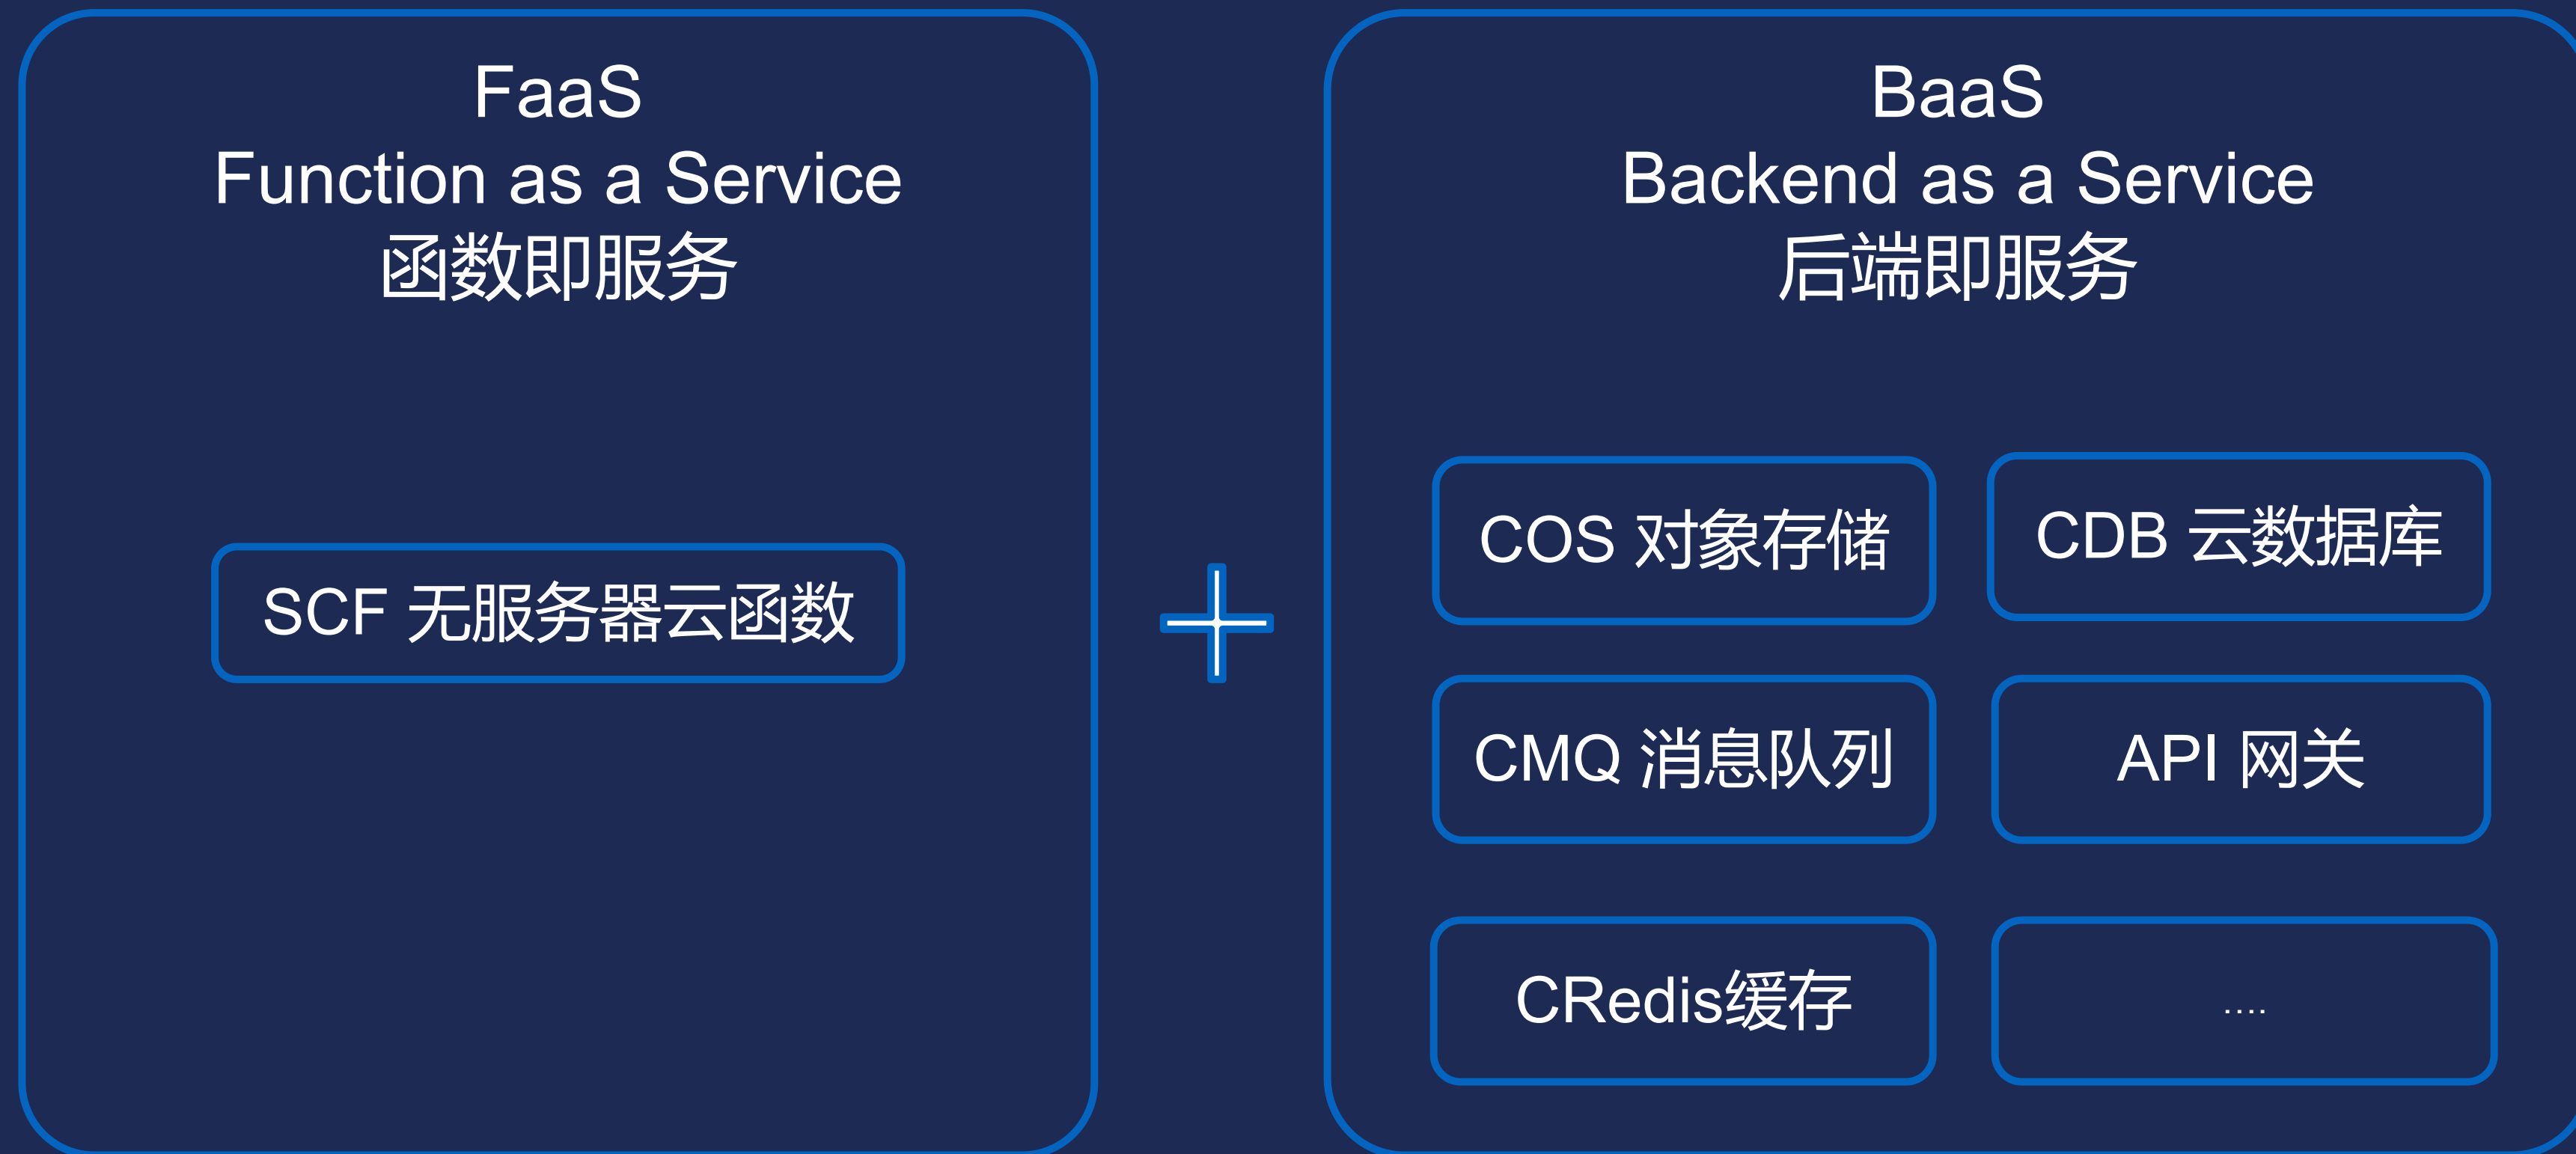 FaaS
Function as a Service
函数即服务
SCF 无服务器云函数
BaaS
Backend as a Service
后端即服务
COS 对象存储
CDB 云数据库
CMQ 消息队列
API 网关
CRedis缓存
....